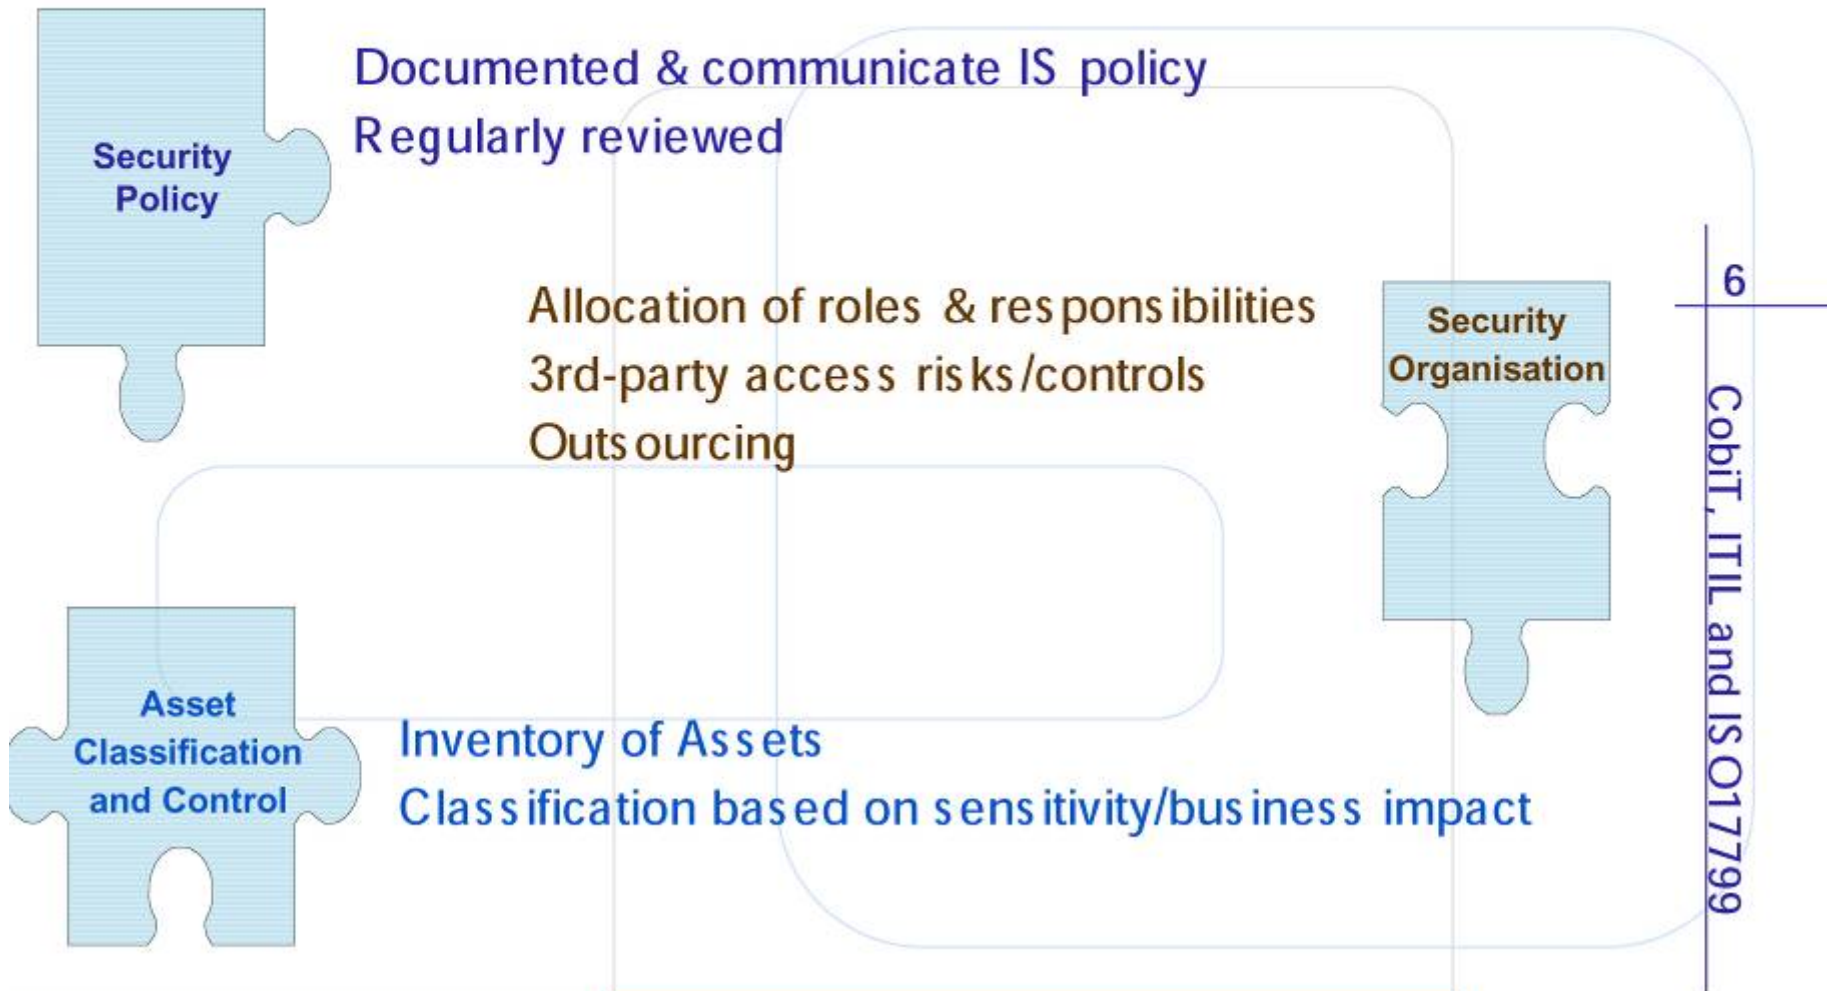 Security
Policy
Documented & communicate IS policy
Regularly reviewed
Allocation of roles & responsibilities
3rd-party access risks/controls
Outsourcing
Security
Organisation
Asset
Classification
and Control
Inventory of Assets
Classification based on sensitivity/business impact
6
CobiT, ITIL and ISO17799